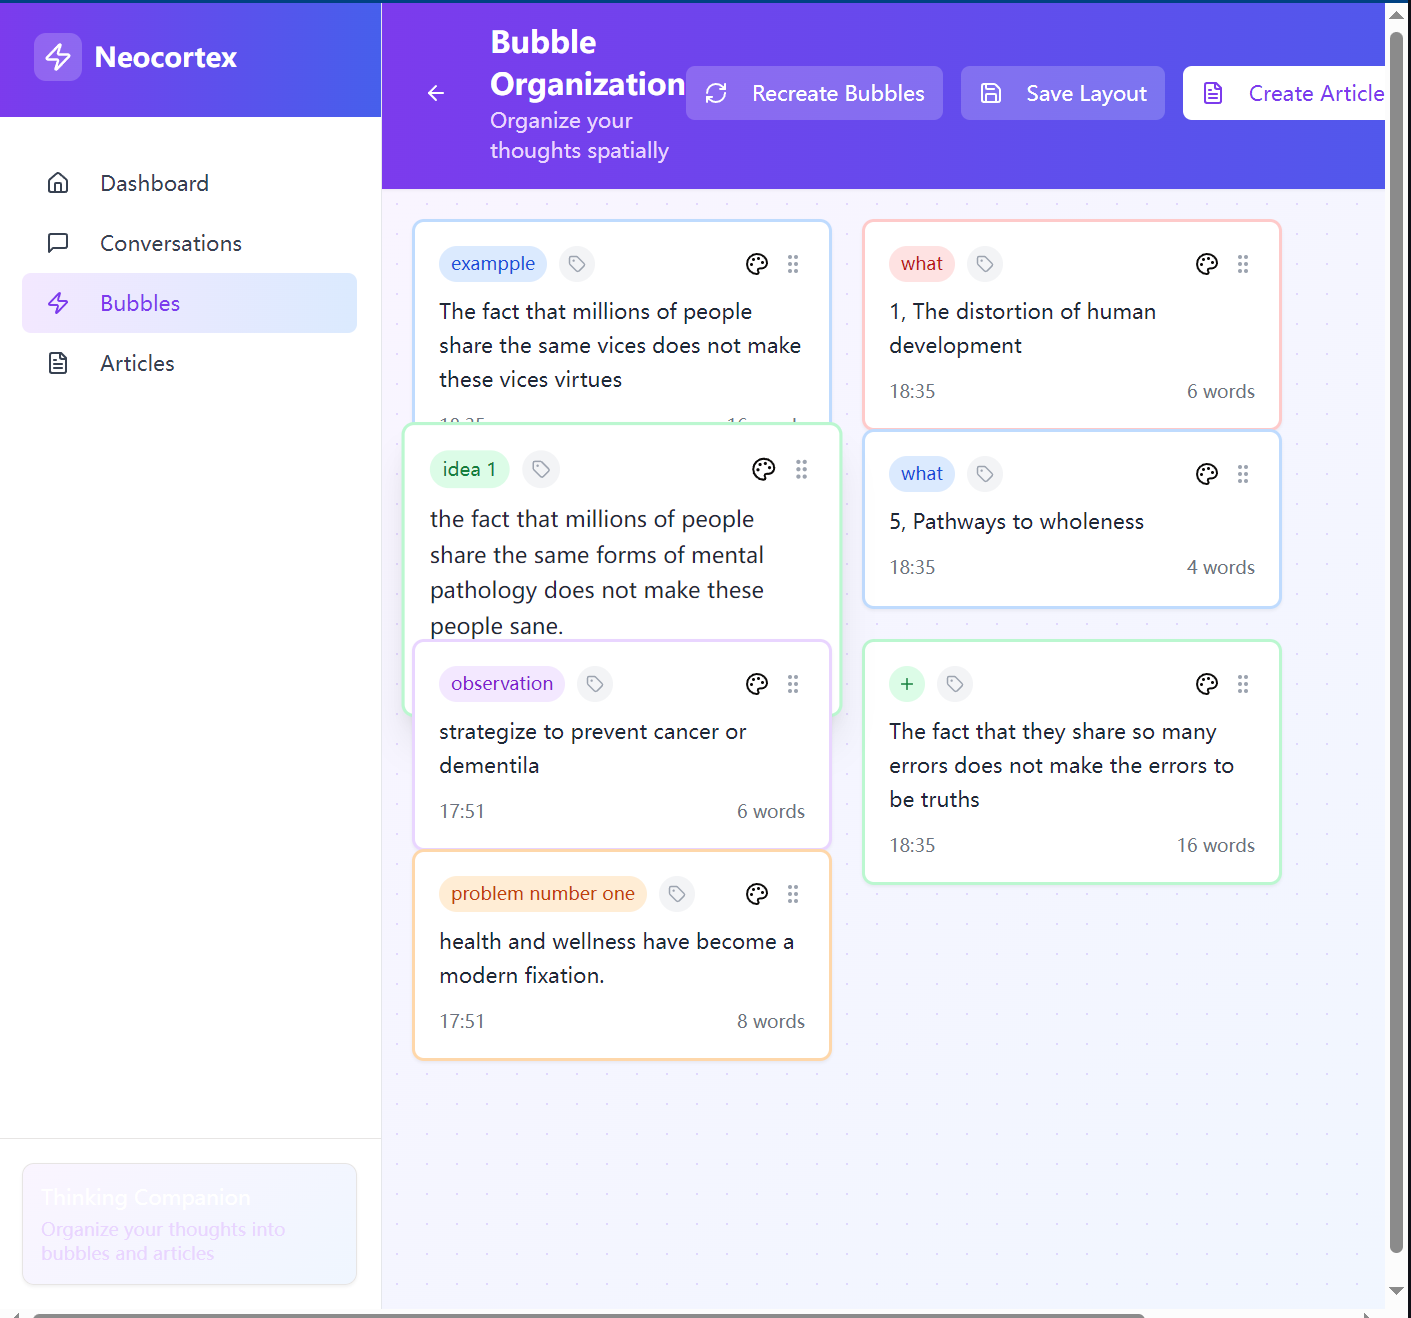 Neocortex
Dashboard
Conversations
Bubbles
Articles
Thinking Companion
Organize your thoughts into
bubbles and articles
Bubble
Organization
Organize your
thoughts spatially
Recreate Bubbles
Save Layout
Create Article
exampple
The fact that millions of people
share the same vices does not make
these vices virtues
what
1, The distortion of human
development
18:35 6 words
idea 1
the fact that millions of people
share the same forms of mental
pathology does not make these
people sane.
what
5, Pathways to wholeness
18:35 4 words
observation
strategize to prevent cancer or
dementila
17:51 6 words
+
The fact that they share so many
errors does not make the errors to
be truths
18:35 16 words
problem number one
health and wellness have become a
modern fixation.
17:51 8 words